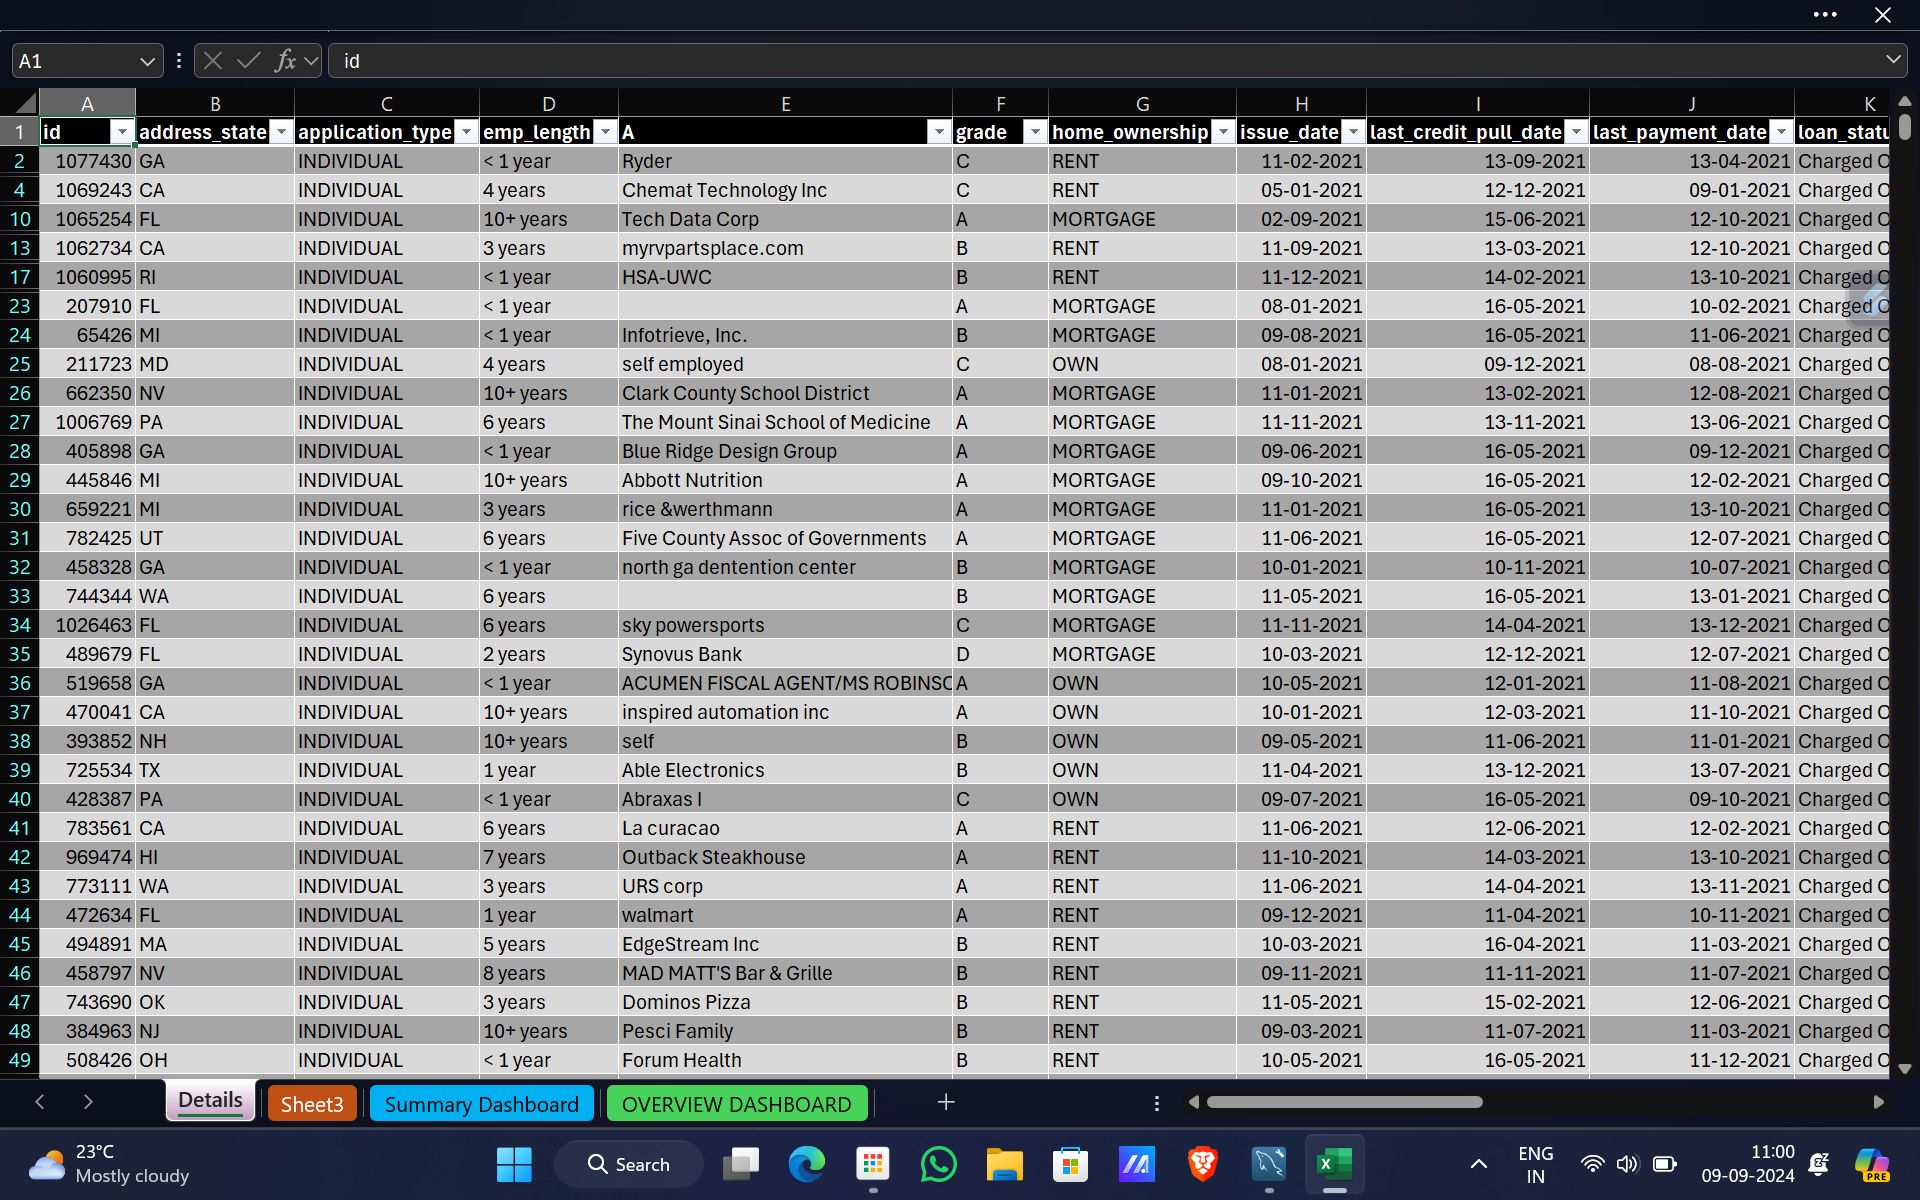 A1 fx id
A B C D E F G H I J K
1 id address_state application_type emp_length A grade home_ownership issue_date last_credit_pull_date last_payment_date loan_statu
2 1077430 GA INDIVIDUAL < 1 year Ryder C RENT 11-02-2021 13-09-2021 13-04-2021 Charged O
4 1069243 CA INDIVIDUAL 4 years Chemat Technology Inc C RENT 05-01-2021 12-12-2021 09-01-2021 Charged O
10 1065254 FL INDIVIDUAL 10+ years Tech Data Corp A MORTGAGE 02-09-2021 15-06-2021 12-10-2021 Charged O
13 1062734 CA INDIVIDUAL 3 years myrvpartsplace.com B RENT 11-09-2021 13-03-2021 12-10-2021 Charged O
17 1060995 RI INDIVIDUAL < 1 year HSA-UWC B RENT 11-12-2021 14-02-2021 13-10-2021 Charged O
23 207910 FL INDIVIDUAL < 1 year A MORTGAGE 08-01-2021 16-05-2021 10-02-2021 Charged O
24 65426 MI INDIVIDUAL < 1 year Infotrieve, Inc. B MORTGAGE 09-08-2021 16-05-2021 11-06-2021 Charged O
25 211723 MD INDIVIDUAL 4 years self employed C OWN 08-01-2021 09-12-2021 08-08-2021 Charged O
26 662350 NV INDIVIDUAL 10+ years Clark County School District A MORTGAGE 11-01-2021 13-02-2021 12-08-2021 Charged O
27 1006769 PA INDIVIDUAL 6 years The Mount Sinai School of Medicine A MORTGAGE 11-11-2021 13-11-2021 13-06-2021 Charged O
28 405898 GA INDIVIDUAL < 1 year Blue Ridge Design Group A MORTGAGE 09-06-2021 16-05-2021 09-12-2021 Charged O
29 445846 MI INDIVIDUAL 10+ years Abbott Nutrition A MORTGAGE 09-10-2021 16-05-2021 12-02-2021 Charged O
30 659221 MI INDIVIDUAL 3 years rice &werthmann A MORTGAGE 11-01-2021 16-05-2021 13-10-2021 Charged O
31 782425 UT INDIVIDUAL 6 years Five County Assoc of Governments A MORTGAGE 11-06-2021 16-05-2021 12-07-2021 Charged O
32 458328 GA INDIVIDUAL < 1 year north ga dentention center B MORTGAGE 10-01-2021 10-11-2021 10-07-2021 Charged O
33 744344 WA INDIVIDUAL 6 years B MORTGAGE 11-05-2021 16-05-2021 13-01-2021 Charged O
34 1026463 FL INDIVIDUAL 6 years sky powersports C MORTGAGE 11-11-2021 14-04-2021 13-12-2021 Charged O
35 489679 FL INDIVIDUAL 2 years Synovus Bank D MORTGAGE 10-03-2021 12-12-2021 12-07-2021 Charged O
36 519658 GA INDIVIDUAL < 1 year ACUMEN FISCAL AGENT/MS ROBINSO A OWN 10-05-2021 12-01-2021 11-08-2021 Charged O
37 470041 CA INDIVIDUAL 10+ years inspired automation inc A OWN 10-01-2021 12-03-2021 11-10-2021 Charged O
38 393852 NH INDIVIDUAL 10+ years self B OWN 09-05-2021 11-06-2021 11-01-2021 Charged O
39 725534 TX INDIVIDUAL 1 year Able Electronics B OWN 11-04-2021 13-12-2021 13-07-2021 Charged O
40 428387 PA INDIVIDUAL < 1 year Abraxas I C OWN 09-07-2021 16-05-2021 09-10-2021 Charged O
41 783561 CA INDIVIDUAL 6 years La curacao A RENT 11-06-2021 12-06-2021 12-02-2021 Charged O
42 969474 HI INDIVIDUAL 7 years Outback Steakhouse A RENT 11-10-2021 14-03-2021 13-10-2021 Charged O
43 773111 WA INDIVIDUAL 3 years URS corp A RENT 11-06-2021 14-04-2021 13-11-2021 Charged O
44 472634 FL INDIVIDUAL 1 year walmart A RENT 09-12-2021 11-04-2021 10-11-2021 Charged O
45 494891 MA INDIVIDUAL 5 years EdgeStream Inc B RENT 10-03-2021 16-04-2021 11-03-2021 Charged O
46 458797 NV INDIVIDUAL 8 years MAD MATT'S Bar & Grille B RENT 09-11-2021 11-11-2021 11-07-2021 Charged O
47 743690 OK INDIVIDUAL 3 years Dominos Pizza B RENT 11-05-2021 15-02-2021 12-06-2021 Charged O
48 384963 NJ INDIVIDUAL 10+ years Pesci Family B RENT 09-03-2021 11-07-2021 11-03-2021 Charged O
49 508426 OH INDIVIDUAL < 1 year Forum Health B RENT 10-05-2021 16-05-2021 11-12-2021 Charged O
Details Sheet3 Summary Dashboard OVERVIEW DASHBOARD
23°C
Mostly cloudy
Search
ENG
IN
11:00
09-09-2024
PRE